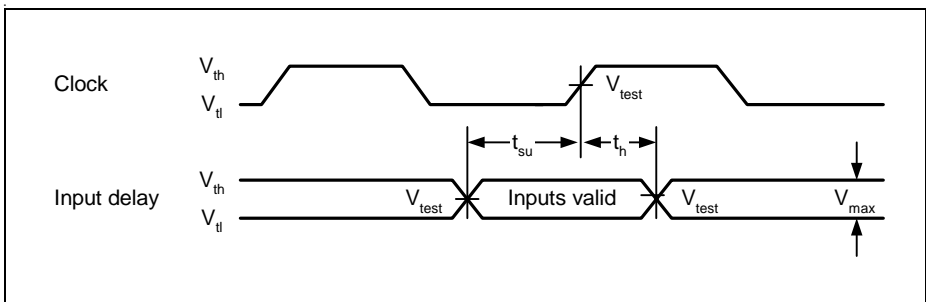 V_th
Clock
V_test
V_tl
t_su
t_h
V_th
Input delay
V_test
Inputs valid
V_test
V_max
V_tl